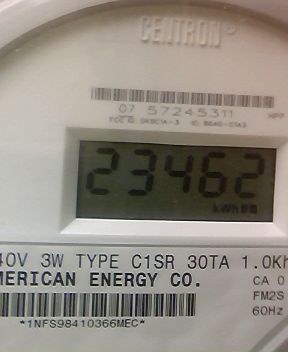 CENTRON
07 57245311
23462
kWh
40V 3W TYPE C1SR 30TA 1.0Kh
MERICAN ENERGY CO.
CA 0
FM2S
60Hz
*1NFS98410366MEC*